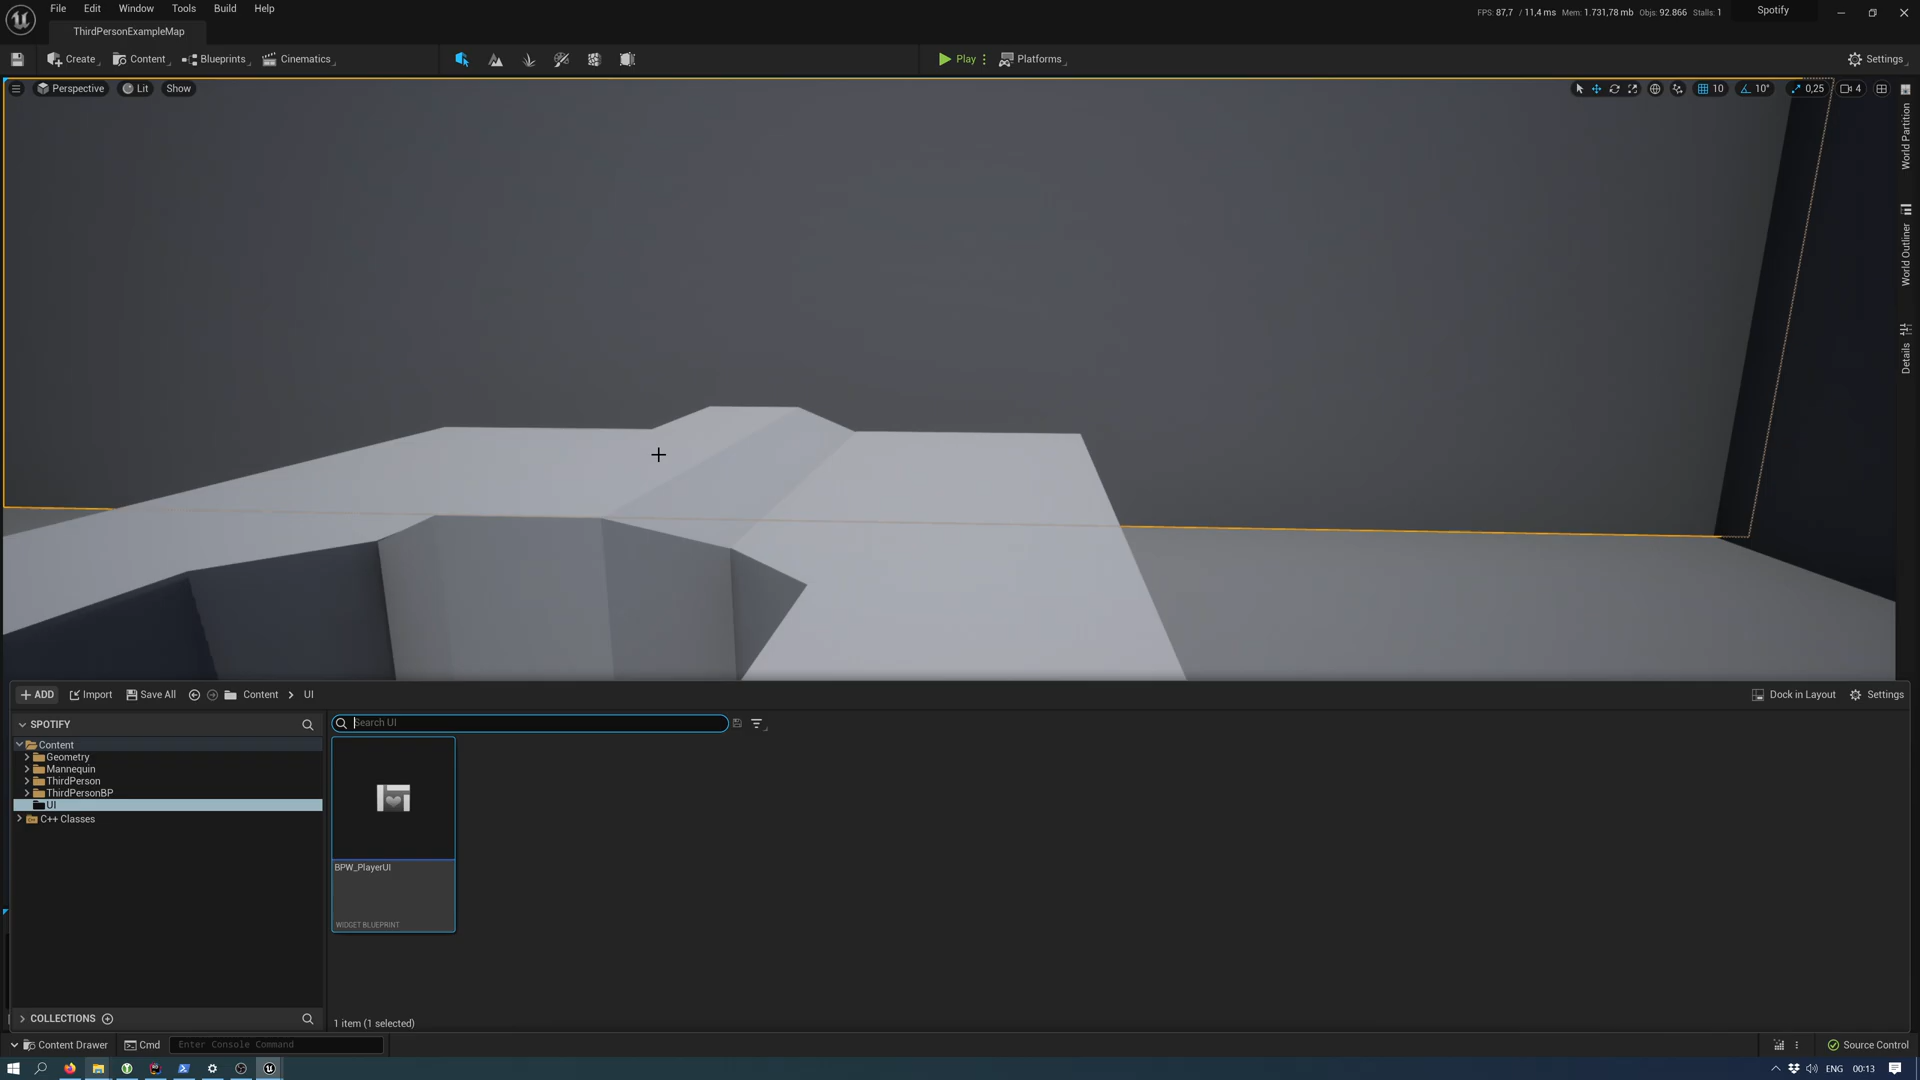 File Edit Window Tools Build Help
FPS: 87,7 / 11,4 ms Mem: 1.731,78 mb Objs: 92.866 Stalls: 1
Spotify
ThirdPersonExampleMap
Create Content Blueprints Cinematics Play Platforms Settings
Perspective Lit Show 10 10° 0,25 4
World Partition
World Outliner
Details
ADD Import Save All Content UI Dock in Layout Settings
SPOTIFY
Search UI
Content
Geometry
Mannequin
ThirdPerson
ThirdPersonBP
UI
C++ Classes
BPW_PlayerUI
WIDGET BLUEPRINT
COLLECTIONS
1 item (1 selected)
Content Drawer Cmd Enter Console Command Source Control
ENG 00:13